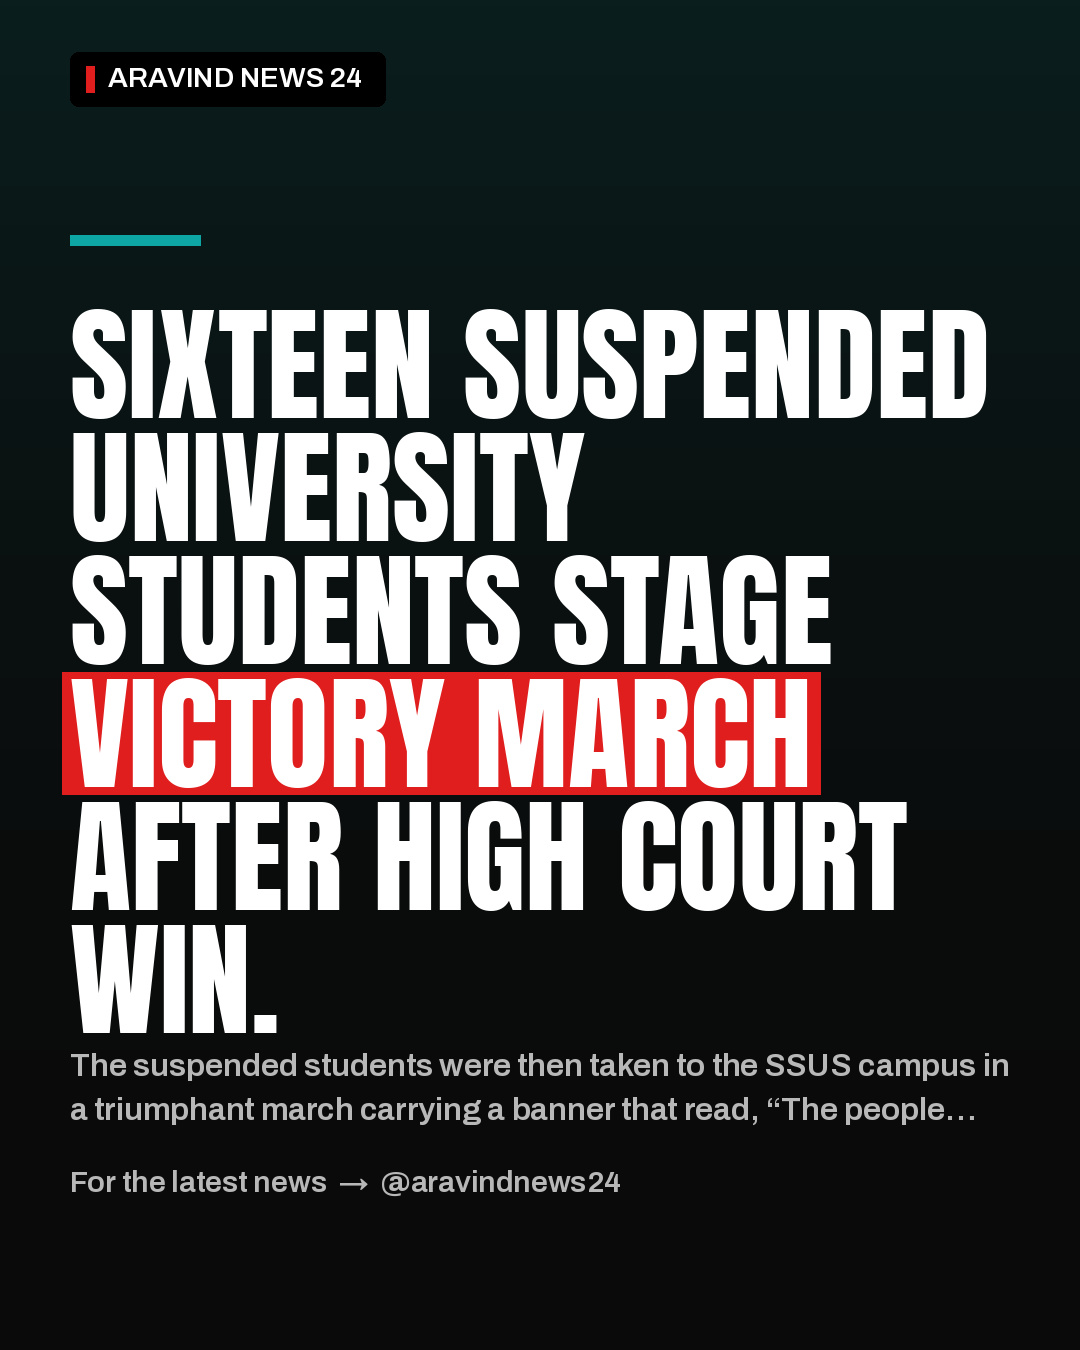 ARAVIND NEWS 24
SIXTEEN SUSPENDED
UNIVERSITY
STUDENTS STAGE
VICTORY MARCH
AFTER HIGH COURT
WIN.
The suspended students were then taken to the SSUS campus in
a triumphant march carrying a banner that read, “The people…
For the latest news → @aravindnews24